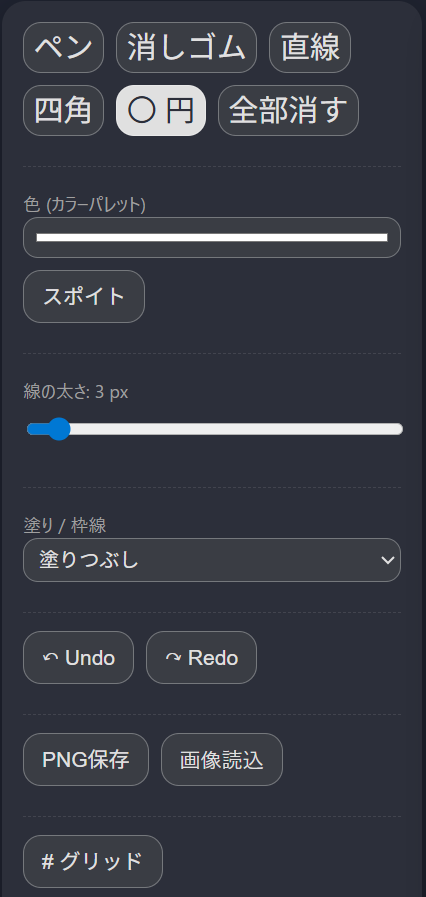 ペン 消しゴム 直線
四角 〇 円 全部消す
色 (カラーパレット)
スポイト
線の太さ: 3 px
塗り / 枠線
塗りつぶし
↶ Undo ↷ Redo
PNG保存 画像読込
# グリッド